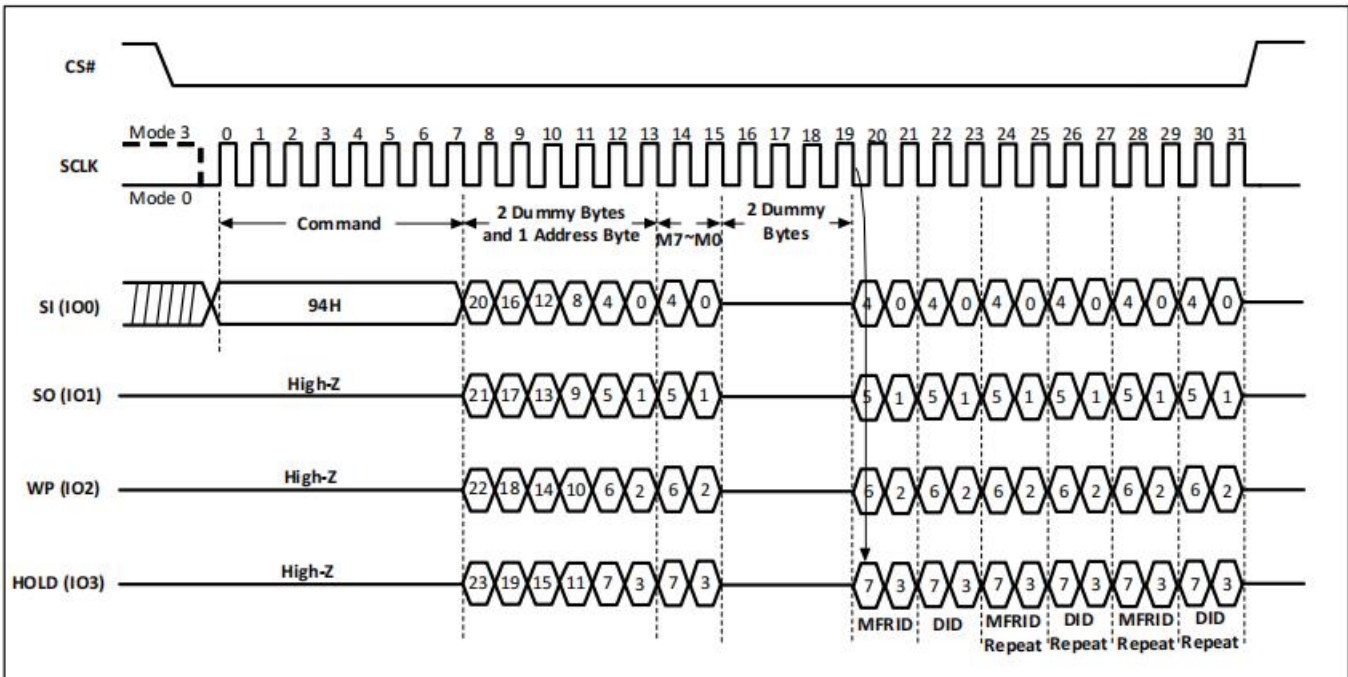 CS#
Mode 3
0 1 2 3 4 5 6 7 8 9 10 11 12 13 14 15 16 17 18 19 20 21 22 23 24 25 26 27 28 29 30 31
SCLK
Mode 0
Command
2 Dummy Bytes
and 1 Address Byte
M7~M0
2 Dummy
Bytes
SI (IO0) 94H 20 16 12 8 4 0 4 0 4 0 4 0 4 0 4 0 4 0 4 0
SO (IO1) High-Z 21 17 13 9 5 1 5 1 5 1 5 1 5 1 5 1 5 1 5 1
WP (IO2) High-Z 22 18 14 10 6 2 6 2 6 2 6 2 6 2 6 2 6 2 6 2
HOLD (IO3) High-Z 23 19 15 11 7 3 7 3 7 3 7 3 7 3 7 3 7 3 7 3
MFRID DID MFRID DID MFRID DID
Repeat Repeat Repeat Repeat